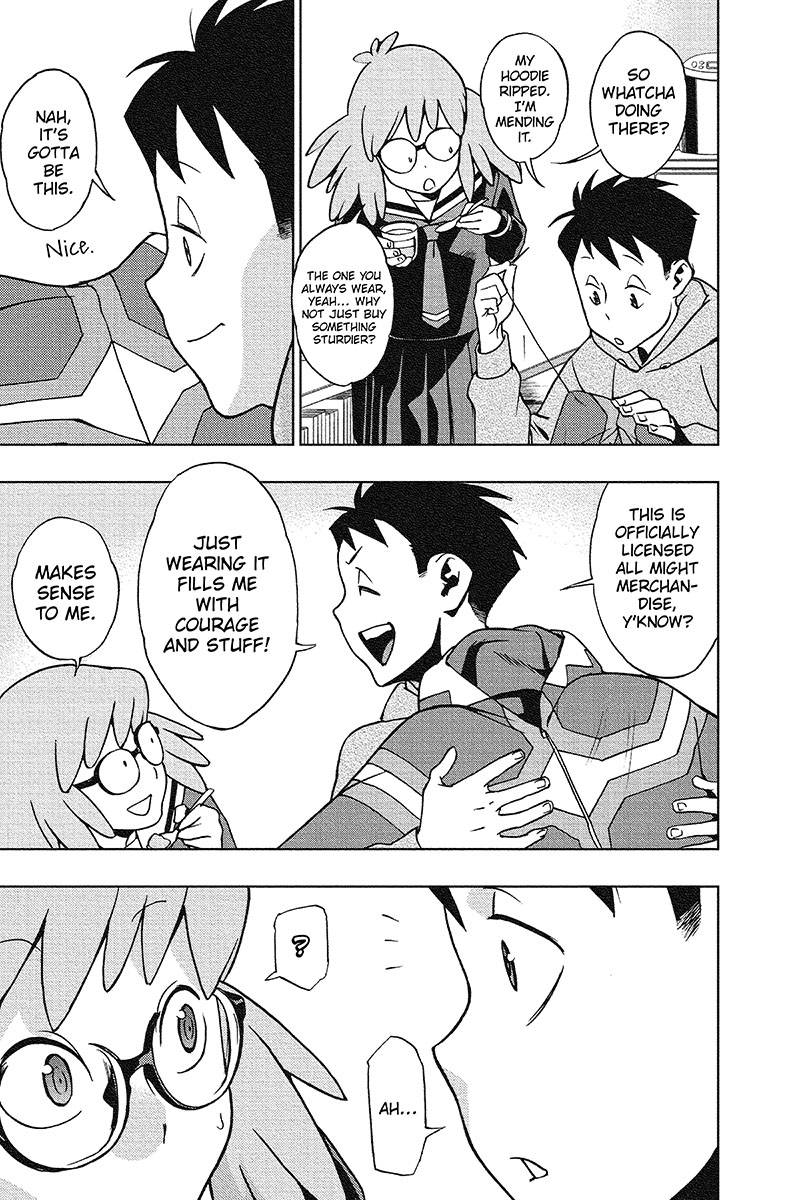 SO
WHATCHA
DOING
THERE?
MY
HOODIE
RIPPED.
I'M
MENDING
IT.
THE ONE YOU
ALWAYS WEAR,
YEAH... WHY
NOT JUST BUY
SOMETHING
STURDIER?
NAH,
IT'S
GOTTA
BE
THIS.
Nice.
THIS IS
OFFICIALLY
LICENSED
ALL MIGHT
MERCHAN-
DISE,
Y'KNOW?
JUST
WEARING IT
FILLS ME
WITH
COURAGE
AND STUFF!
MAKES
SENSE
TO ME.
?
AH...